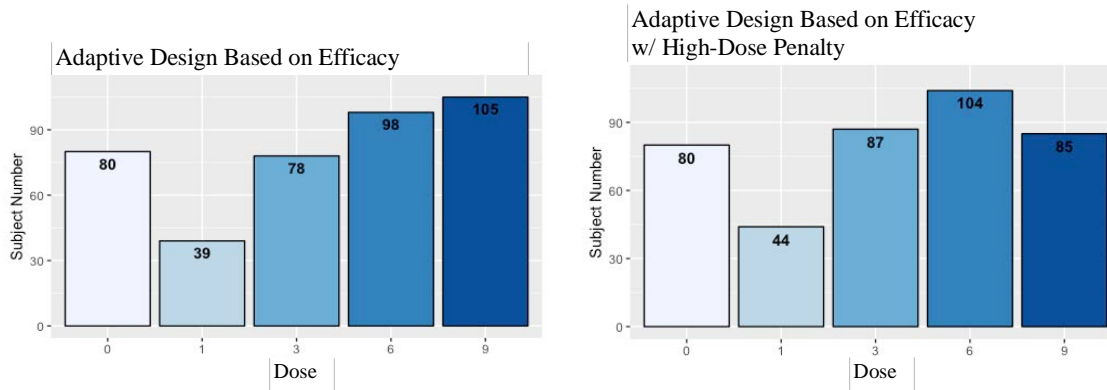 Adaptive Design Based on Efficacy
Subject Number
90
60
30
0
80
39
78
98
105
0 1 3 6 9
Dose
Adaptive Design Based on Efficacy
w/ High-Dose Penalty
Subject Number
90
60
30
0
80
44
87
104
85
0 1 3 6 9
Dose